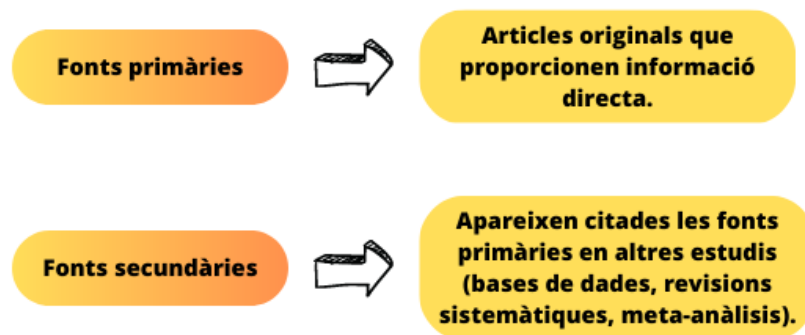 Fonts primàries
Articles originals que
proporcionen informació
directa.
Fonts secundàries
Apareixen citades les fonts
primàries en altres estudis
(bases de dades, revisions
sistemàtiques, meta-anàlisis).